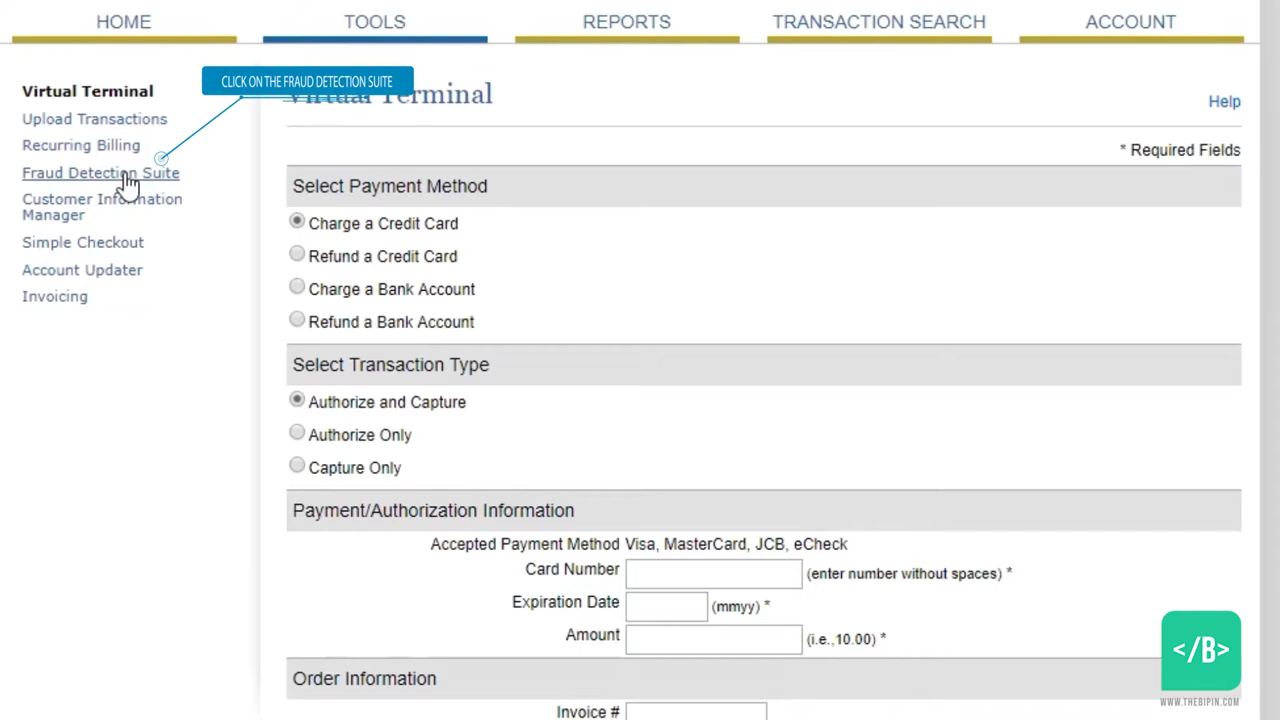 HOME
TOOLS
REPORTS
TRANSACTION SEARCH
ACCOUNT
CLICK ON THE FRAUD DETECTION SUITE
Virtual Terminal
Upload Transactions
Recurring Billing
Fraud Detection Suite
Customer Information
Manager
Simple Checkout
Account Updater
Invoicing
Virtual Terminal
Help
* Required Fields
Select Payment Method
Charge a Credit Card
Refund a Credit Card
Charge a Bank Account
Refund a Bank Account
Select Transaction Type
Authorize and Capture
Authorize Only
Capture Only
Payment/Authorization Information
Accepted Payment Method Visa, MasterCard, JCB, eCheck
Card Number (enter number without spaces) *
Expiration Date (mmyy) *
Amount (i.e.,10.00) *
Order Information
Invoice #
</B>
WWW.THEBIPIN.COM